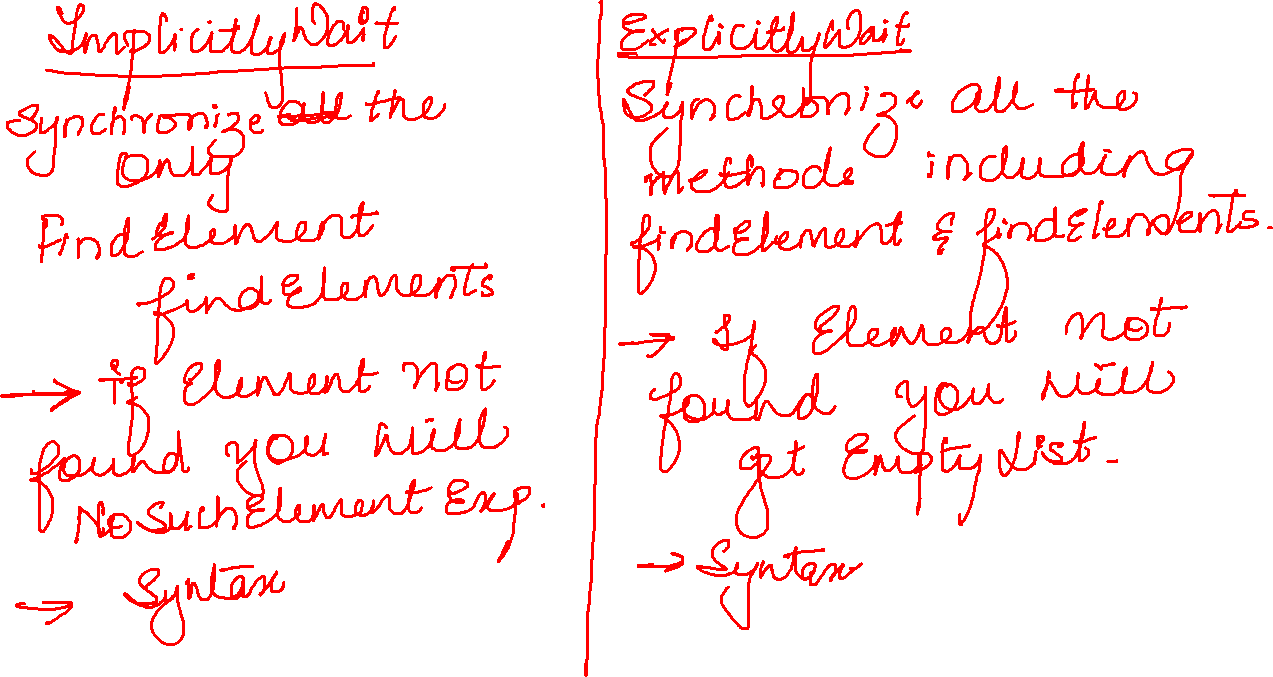 ImplicitlyWait
Synchronize all the
Only
FindElement
findElements
→ If Element not
found you will
NoSuchElement Exp.
→ Syntax
ExplicitlyWait
Synchronize all the
methods including
findElement & findElements.
→ If Element not
found you will
get Empty List.
→ Syntax